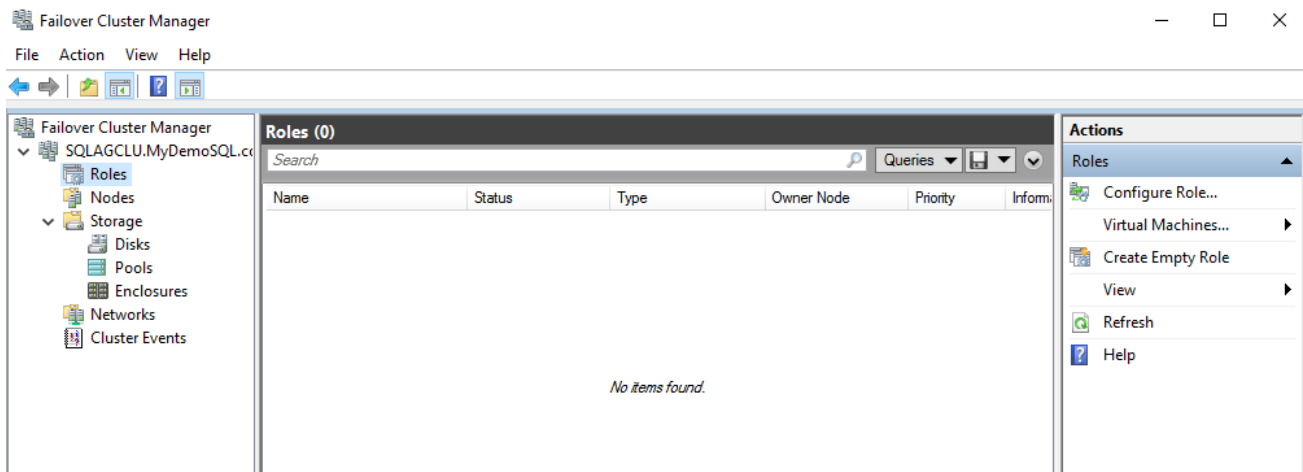 Failover Cluster Manager
File Action View Help
Failover Cluster Manager
SQLAGCLU.MyDemoSQL.co
Roles
Nodes
Storage
Disks
Pools
Enclosures
Networks
Cluster Events
Roles (0)
Search
Queries
Name Status Type Owner Node Priority Informa
No items found.
Actions
Roles
Configure Role...
Virtual Machines...
Create Empty Role
View
Refresh
Help